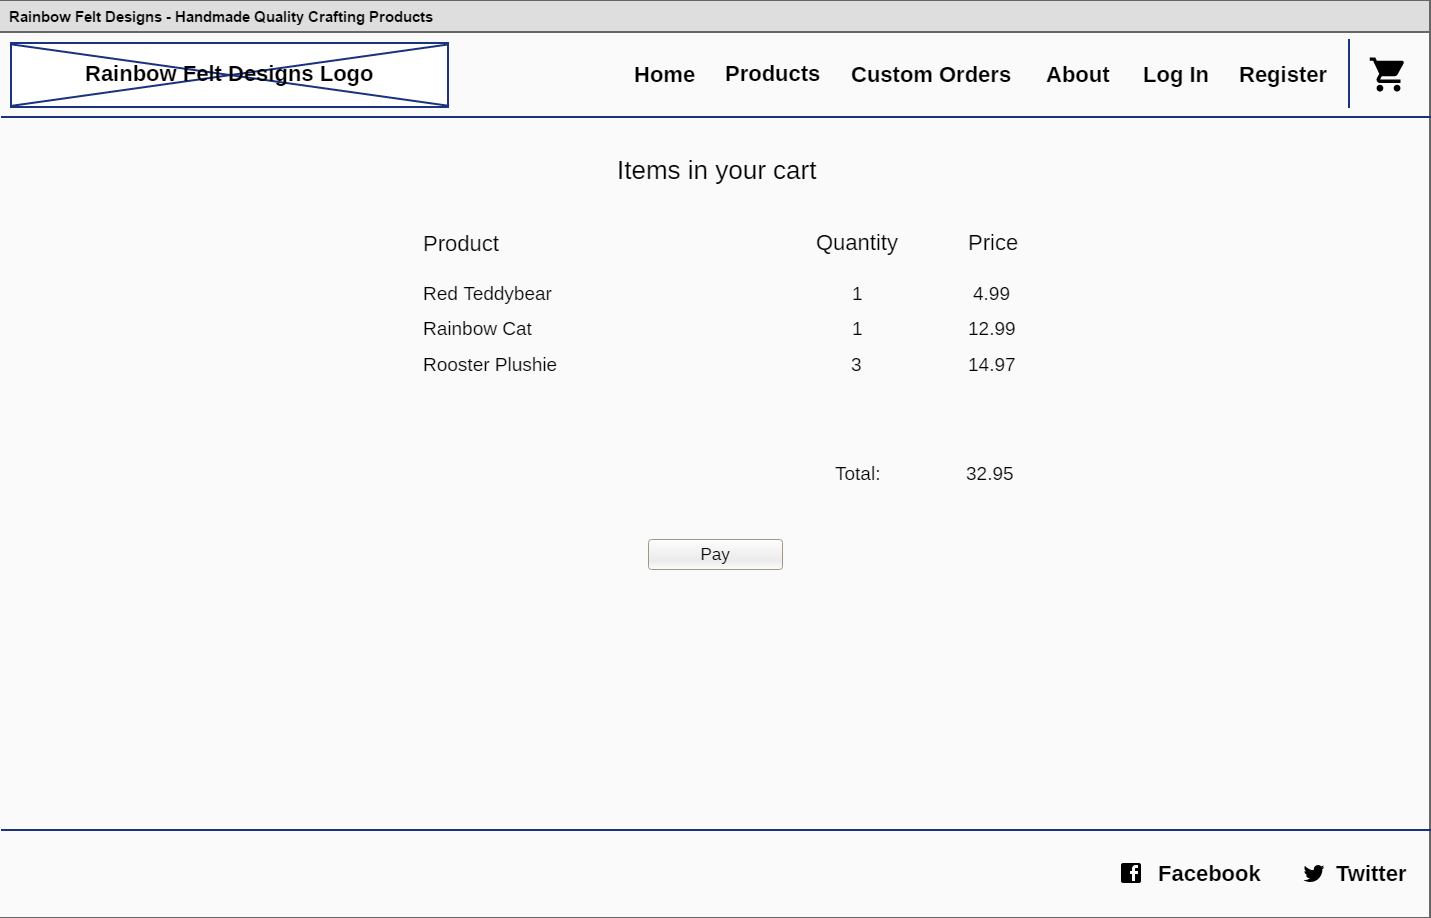 Rainbow Felt Designs - Handmade Quality Crafting Products
Rainbow Felt Designs Logo
Home Products Custom Orders About Log In Register
Items in your cart
Product Quantity Price
Red Teddybear 1 4.99
Rainbow Cat 1 12.99
Rooster Plushie 3 14.97
Total: 32.95
Pay
Facebook Twitter